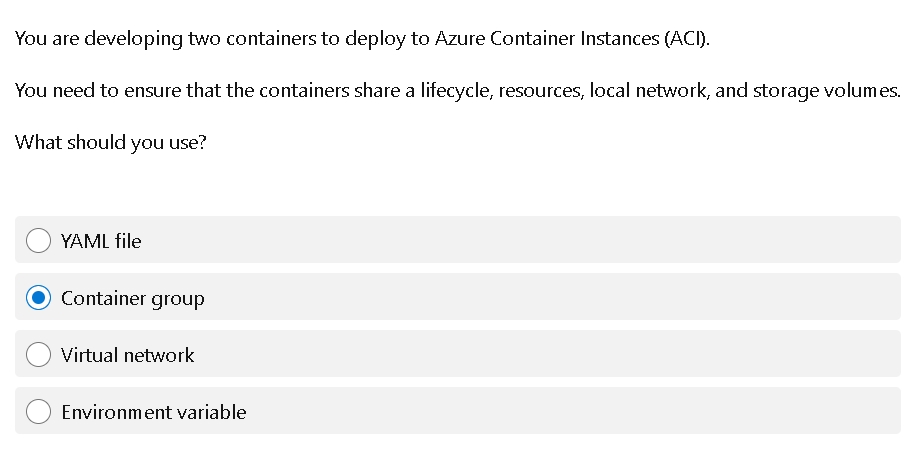 You are developing two containers to deploy to Azure Container Instances (ACI).
You need to ensure that the containers share a lifecycle, resources, local network, and storage volumes.
What should you use?
YAML file
Container group
Virtual network
Environment variable